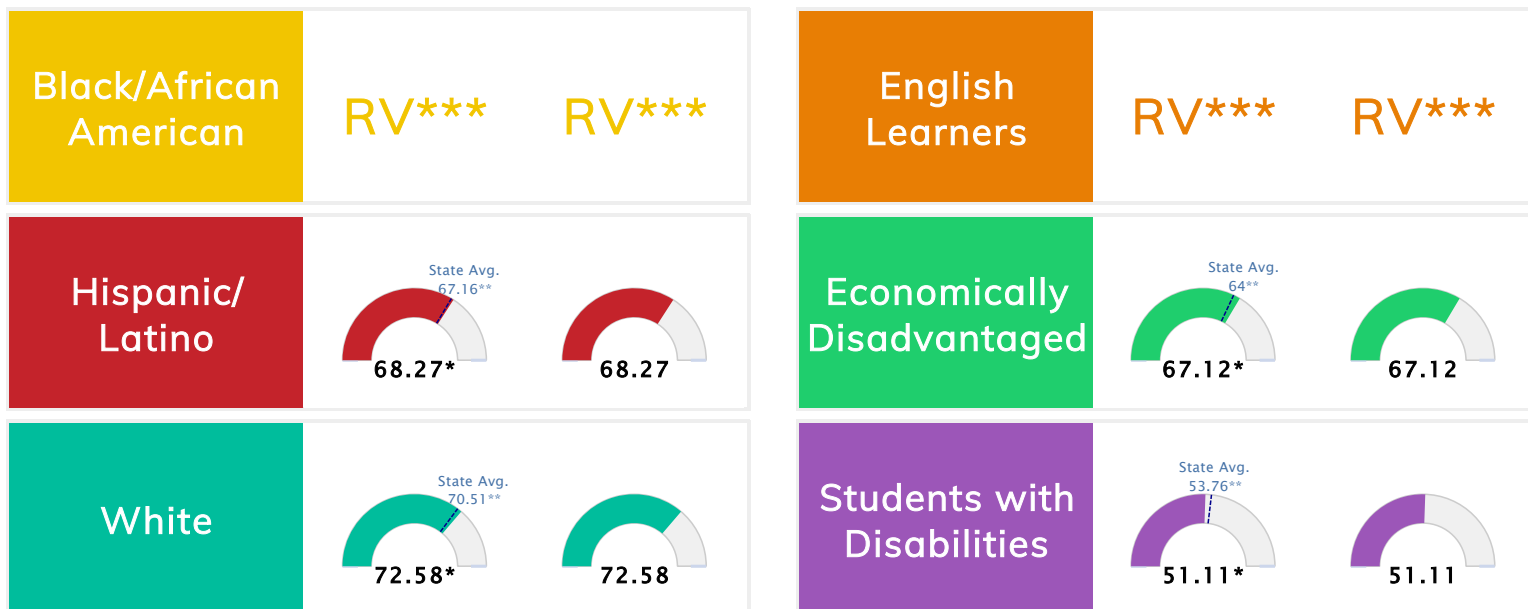 Black/African
American
RV***
RV***
English
Learners
RV***
RV***
Hispanic/
Latino
State Avg.
67.16**
68.27*
68.27
Economically
Disadvantaged
State Avg.
64**
67.12*
67.12
White
State Avg.
70.51**
72.58*
72.58
Students with
Disabilities
State Avg.
53.76**
51.11*
51.11